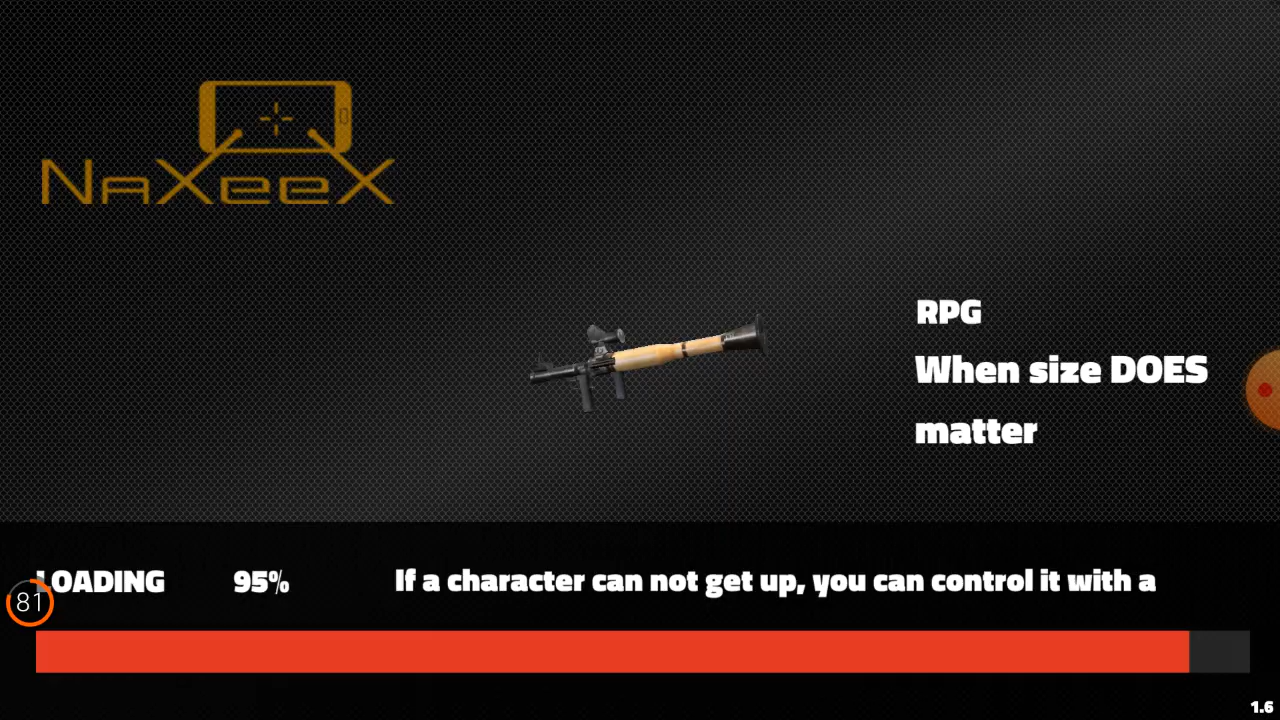 NaXeeX
RPG
When size DOES
matter
LOADING 95% If a character can not get up, you can control it with a
81
1.6